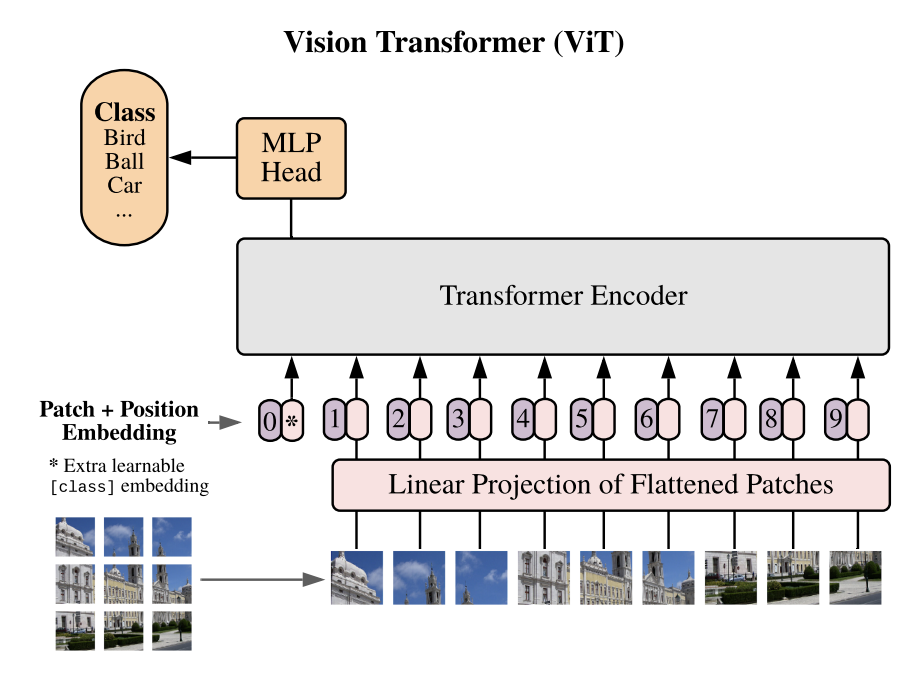 Vision Transformer (ViT)
Class
Bird
Ball
Car
...
MLP
Head
Transformer Encoder
Patch + Position
Embedding
0 * 1 2 3 4 5 6 7 8 9
* Extra learnable
[class] embedding
Linear Projection of Flattened Patches